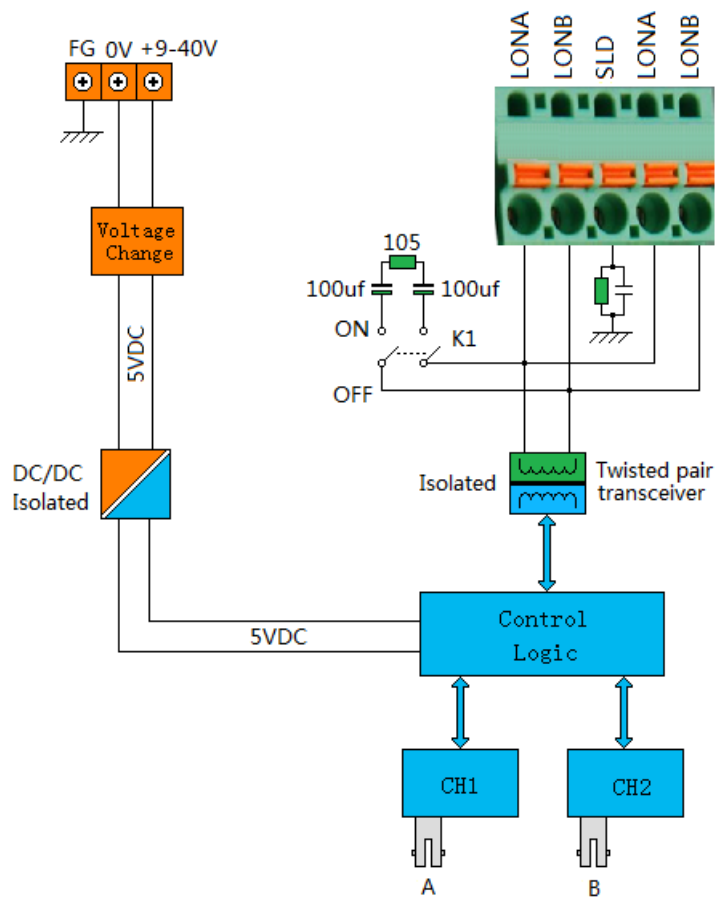 FG 0V +9-40V
LONA
LONB
SLD
LONA
LONB
Voltage
Change
105
100uf
100uf
ON
K1
OFF
5VDC
DC/DC
Isolated
Isolated
Twisted pair
transceiver
Control
Logic
5VDC
CH1
CH2
A
B